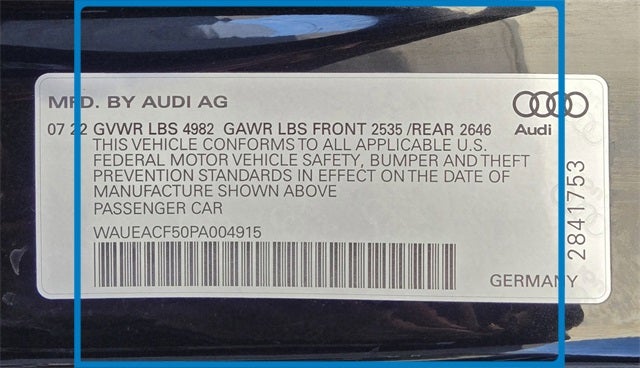 MFD. BY AUDI AG
07 22 GVWR LBS 4982 GAWR LBS FRONT 2535 /REAR 2646
THIS VEHICLE CONFORMS TO ALL APPLICABLE U.S.
FEDERAL MOTOR VEHICLE SAFETY, BUMPER AND THEFT
PREVENTION STANDARDS IN EFFECT ON THE DATE OF
MANUFACTURE SHOWN ABOVE
PASSENGER CAR
WAUEACF50PA004915
Audi
2841753
GERMANY